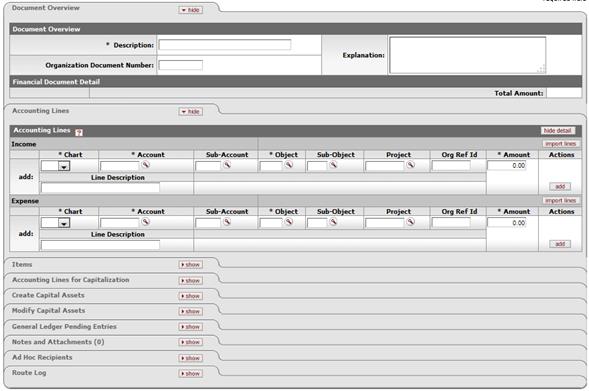 Document Overview hide
Document Overview
* Description:
Explanation:
Organization Document Number:
Financial Document Detail
Total Amount:
Accounting Lines hide
Accounting Lines ? hide detail
Income import lines
* Chart * Account Sub-Account * Object Sub-Object Project Org Ref Id * Amount Actions
add: 0.00
Line Description
add
Expense import lines
* Chart * Account Sub-Account * Object Sub-Object Project Org Ref Id * Amount Actions
add: 0.00
Line Description
add
Items show
Accounting Lines for Capitalization show
Create Capital Assets show
Modify Capital Assets show
General Ledger Pending Entries show
Notes and Attachments (0) show
Ad Hoc Recipients show
Route Log show